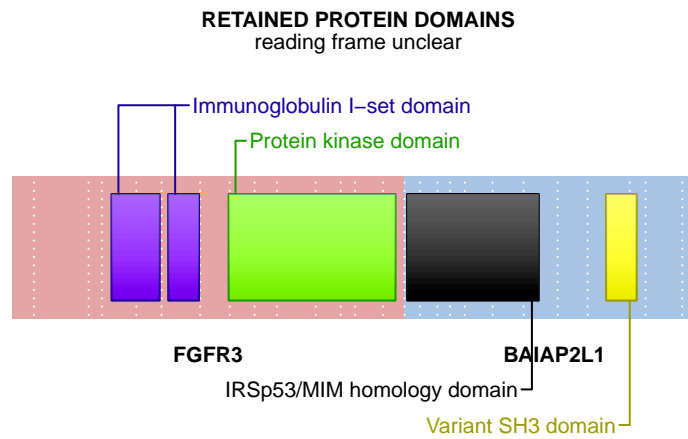 RETAINED PROTEIN DOMAINS
reading frame unclear
Immunoglobulin I−set domain
Protein kinase domain
FGFR3
BAIAP2L1
IRSp53/MIM homology domain
Variant SH3 domain